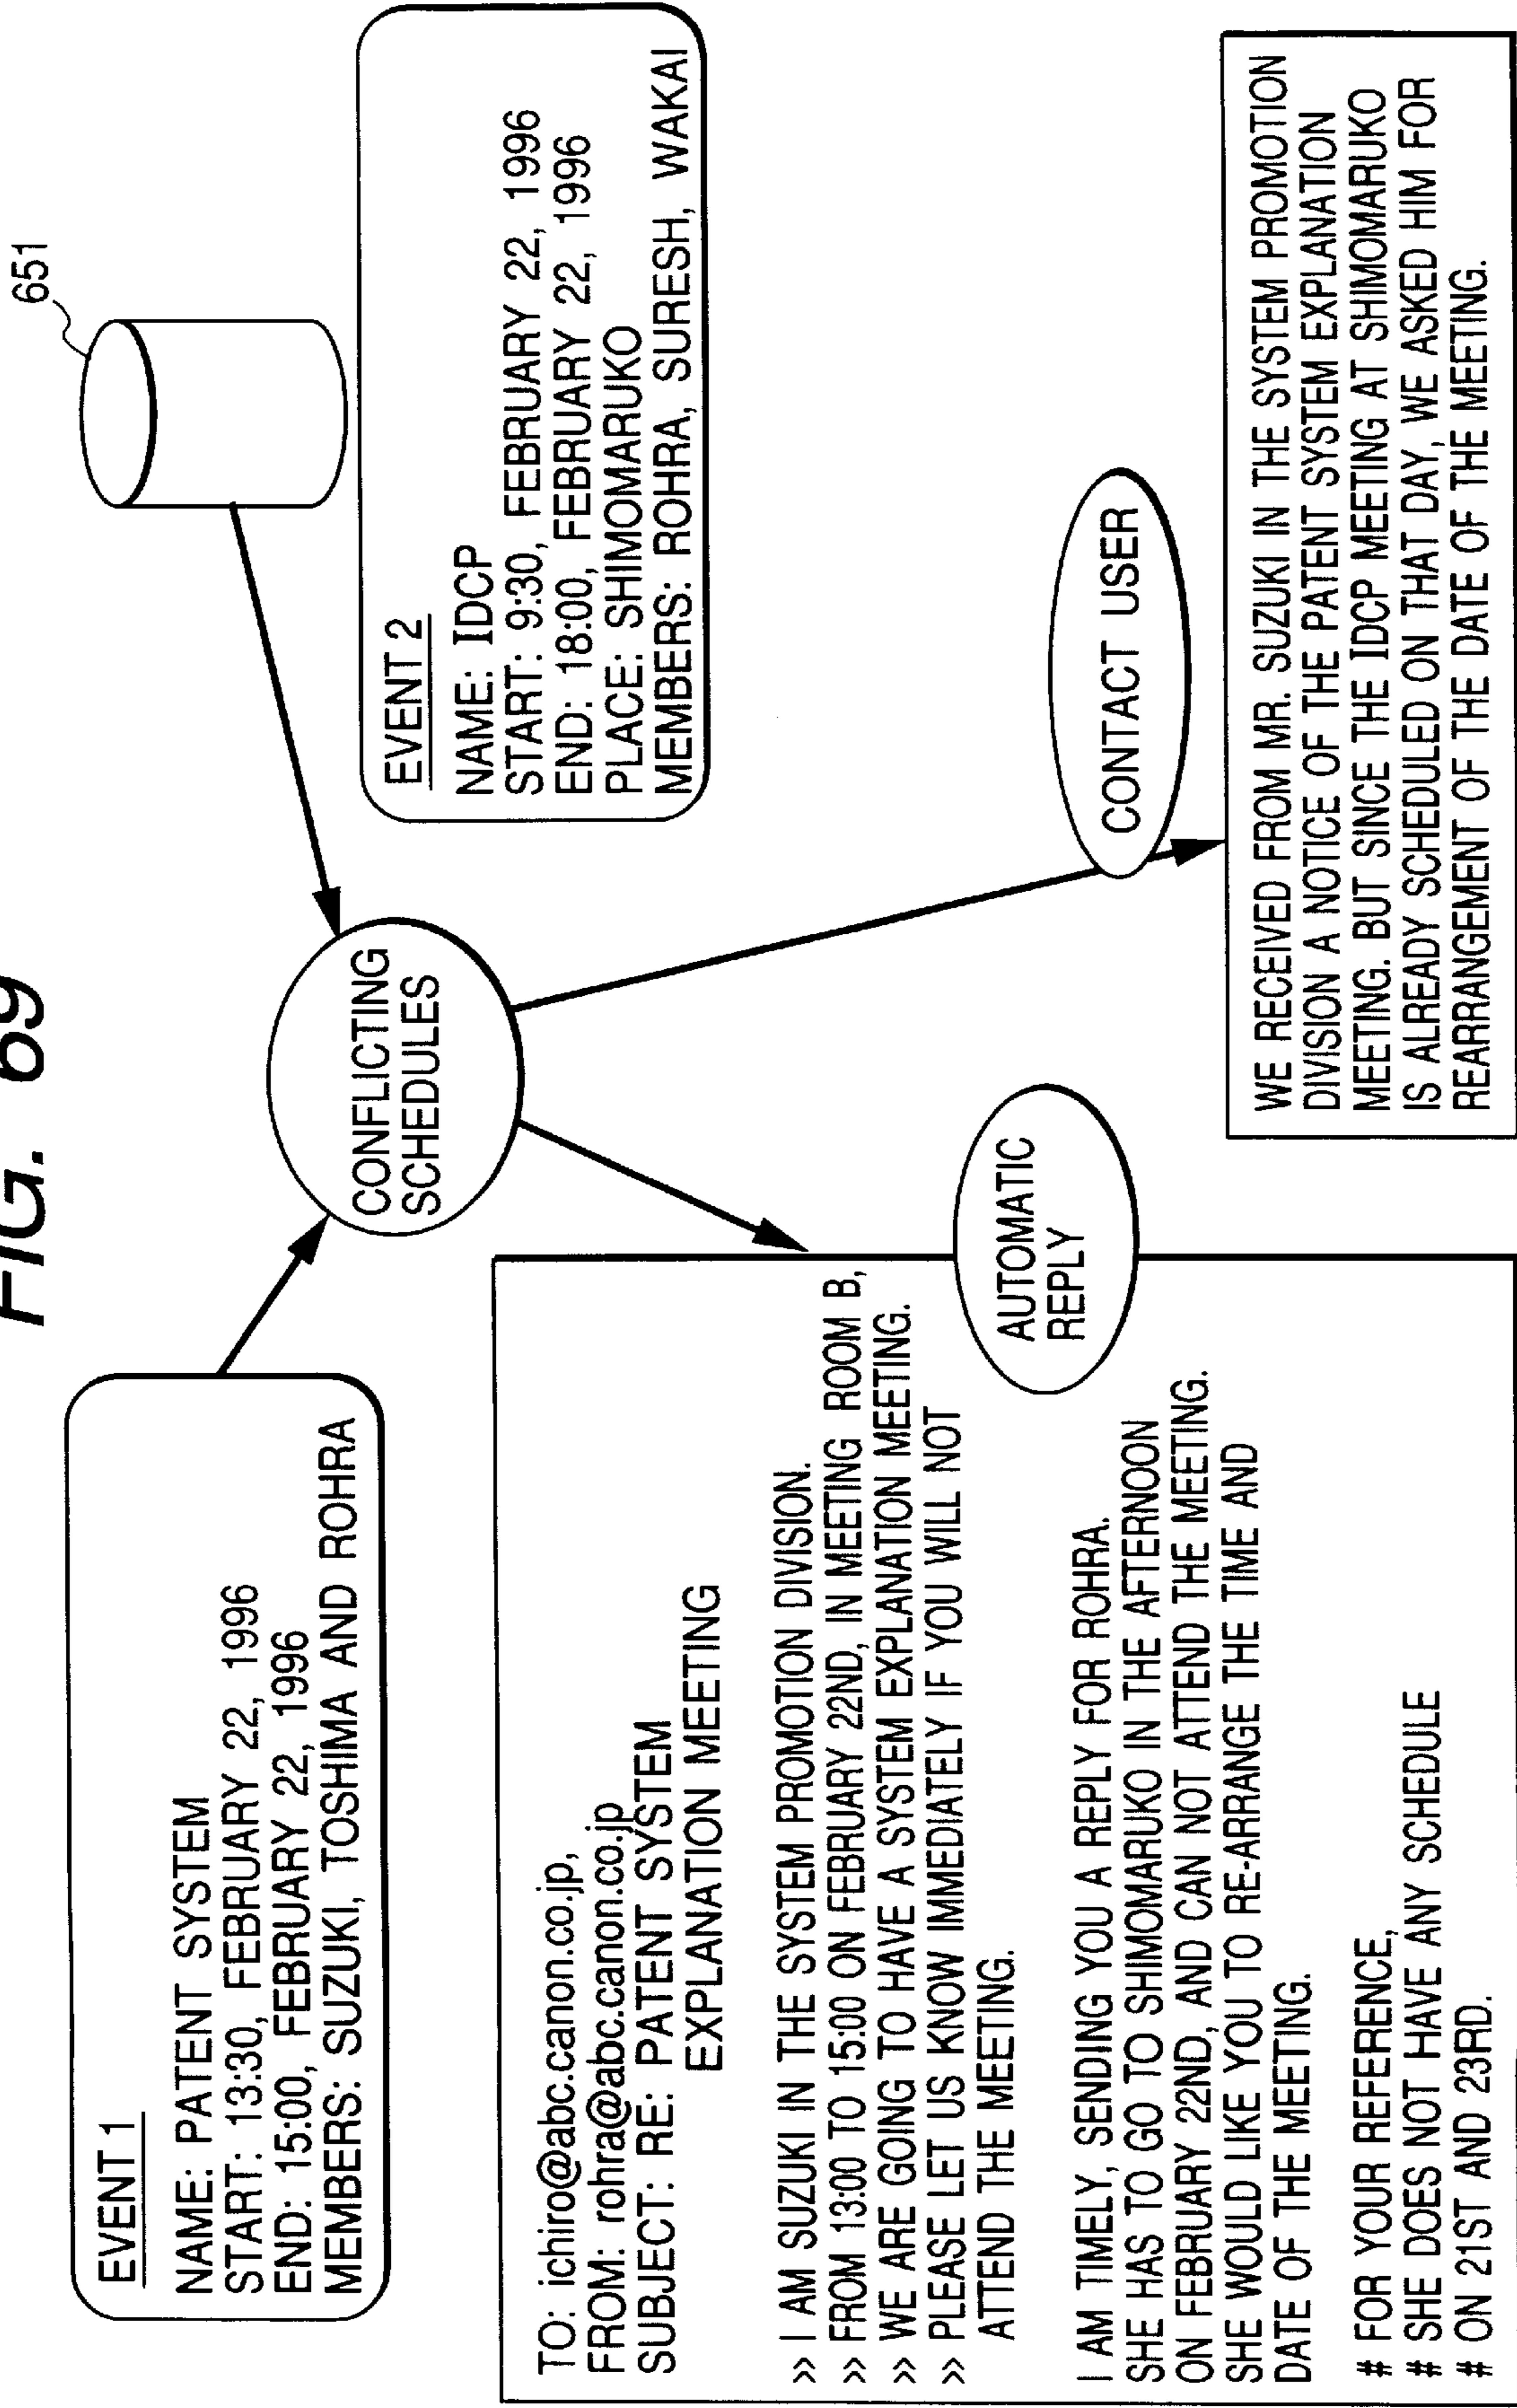 FIG. 69
EVENT 1
NAME: PATENT SYSTEM
START: 13:30, FEBRUARY 22, 1996
END: 15:00, FEBRUARY 22, 1996
MEMBERS: SUZUKI, TOSHIMA AND ROHRA
651
CONFLICTING
SCHEDULES
EVENT 2
NAME: IDCP
START: 9:30, FEBRUARY 22, 1996
END: 18:00, FEBRUARY 22, 1996
PLACE: SHIMOMARUKO
MEMBERS: ROHRA, SURESH, WAKAI
TO: ichiro@abc.canon.co.jp,
FROM: rohra@abc.canon.co.jp
SUBJECT: RE: PATENT SYSTEM
EXPLANATION MEETING
>> I AM SUZUKI IN THE SYSTEM PROMOTION DIVISION.
>> FROM 13:00 TO 15:00 ON FEBRUARY 22ND, IN MEETING ROOM B,
>> WE ARE GOING TO HAVE A SYSTEM EXPLANATION MEETING.
>> PLEASE LET US KNOW IMMEDIATELY IF YOU WILL NOT
ATTEND THE MEETING.
I AM TIMELY, SENDING YOU A REPLY FOR ROHRA.
SHE HAS TO GO TO SHIMOMARUKO IN THE AFTERNOON
ON FEBRUARY 22ND, AND CAN NOT ATTEND THE MEETING.
SHE WOULD LIKE YOU TO RE-ARRANGE THE TIME AND
DATE OF THE MEETING.
# FOR YOUR REFERENCE,
# SHE DOES NOT HAVE ANY SCHEDULE
# ON 21ST AND 23RD.
AUTOMATIC
REPLY
CONTACT USER
WE RECEIVED FROM MR. SUZUKI IN THE SYSTEM PROMOTION
DIVISION A NOTICE OF THE PATENT SYSTEM EXPLANATION
MEETING. BUT SINCE THE IDCP MEETING AT SHIMOMARUKO
IS ALREADY SCHEDULED ON THAT DAY, WE ASKED HIM FOR
REARRANGEMENT OF THE DATE OF THE MEETING.